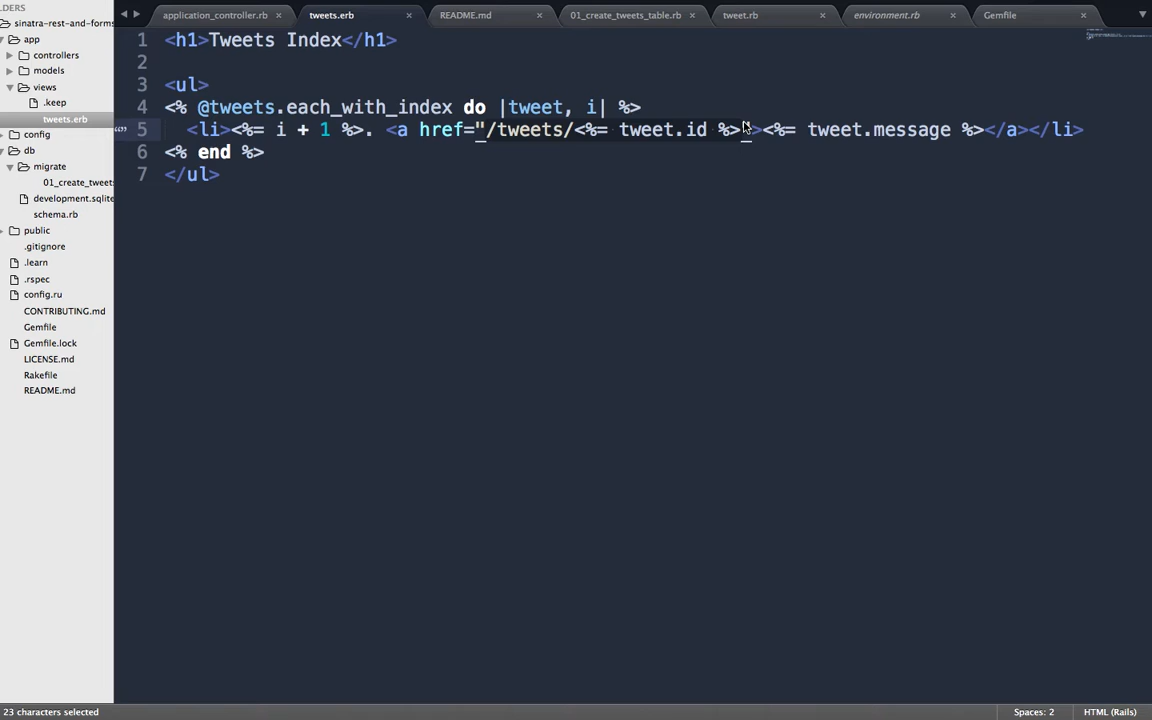 LDERS
sinatra-rest-and-forms
app
controllers
models
views
.keep
tweets.erb
config
db
migrate
01_create_tweets
development.sqlite
schema.rb
public
.gitignore
.learn
.rspec
config.ru
CONTRIBUTING.md
Gemfile
Gemfile.lock
LICENSE.md
Rakefile
README.md
application_controller.rb × tweets.erb × README.md × 01_create_tweets_table.rb × tweet.rb × environment.rb × Gemfile ×
1 <h1>Tweets Index</h1>
2
3 <ul>
4 <% @tweets.each_with_index do |tweet, i| %>
5 <li><%= i + 1 %>. <a href="/tweets/<%= tweet.id %>"><%= tweet.message %></a></li>
6 <% end %>
7 </ul>
23 characters selected Spaces: 2 HTML (Rails)